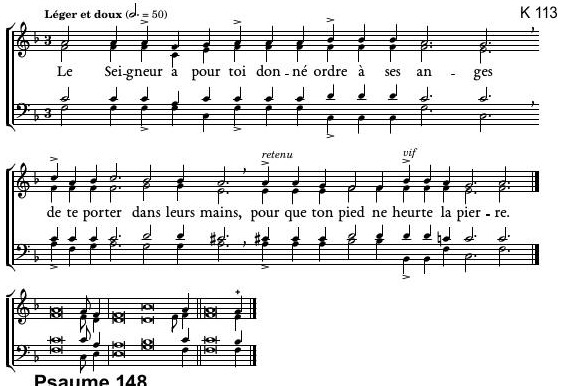 Léger et doux (𝅗𝅥. = 50)
K 113
Le Sei-gneur a pour toi don-né ordre à ses an - ges
retenu
vif
de te porter dans leurs mains, pour que ton pied ne heurte la pier-re.
Psaume 148